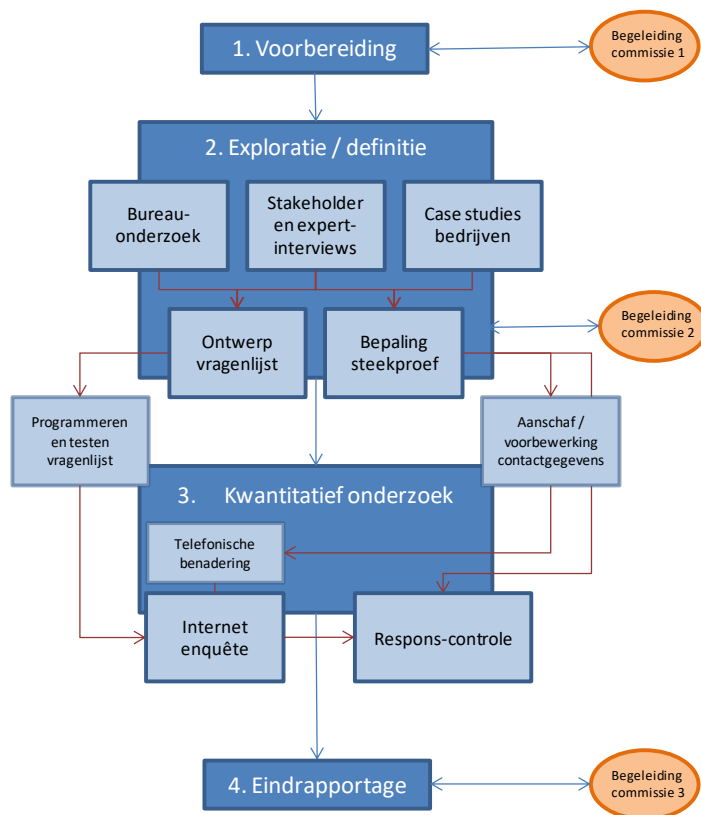 1. Voorbereiding
Begeleiding
commissie 1
2. Exploratie / definitie
Bureau-
onderzoek
Stakeholder
en expert-
interviews
Case studies
bedrijven
Ontwerp
vragenlijst
Bepaling
steekproef
Begeleiding
commissie 2
Programmeren
en testen
vragenlijst
Aanschaf /
voorbewerking
contactgegevens
3. Kwantitatief onderzoek
Telefonische
benadering
Internet
enquête
Respons-controle
4. Eindrapportage
Begeleiding
commissie 3